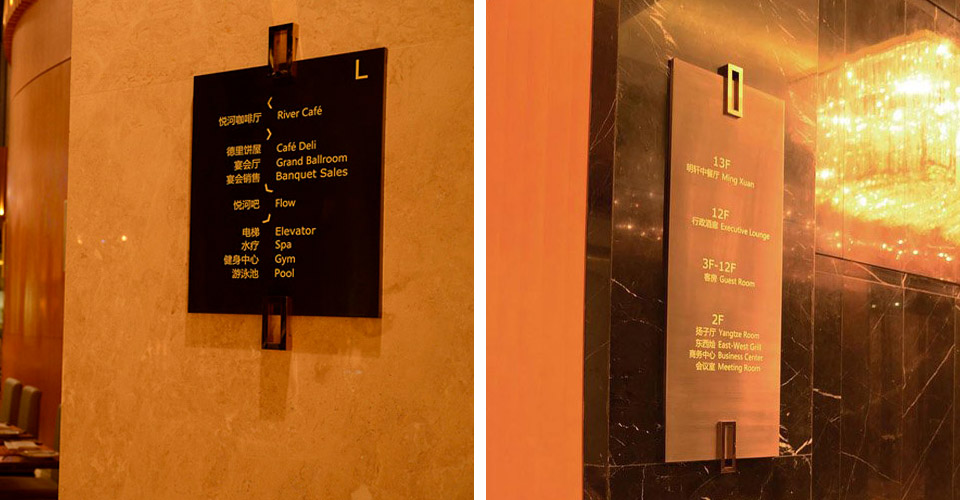 L
悦河咖啡厅 River Café
德里饼屋 Café Deli
宴会厅 Grand Ballroom
宴会销售 Banquet Sales
悦河吧 Flow
电梯 Elevator
水疗 Spa
健身中心 Gym
游泳池 Pool
13F
明轩中餐厅 Ming Xuan
12F
行政酒廊 Executive Lounge
3F-12F
客房 Guest Room
2F
扬子厅 Yangtze Room
东西烩 East-West Grill
商务中心 Business Center
会议室 Meeting Room